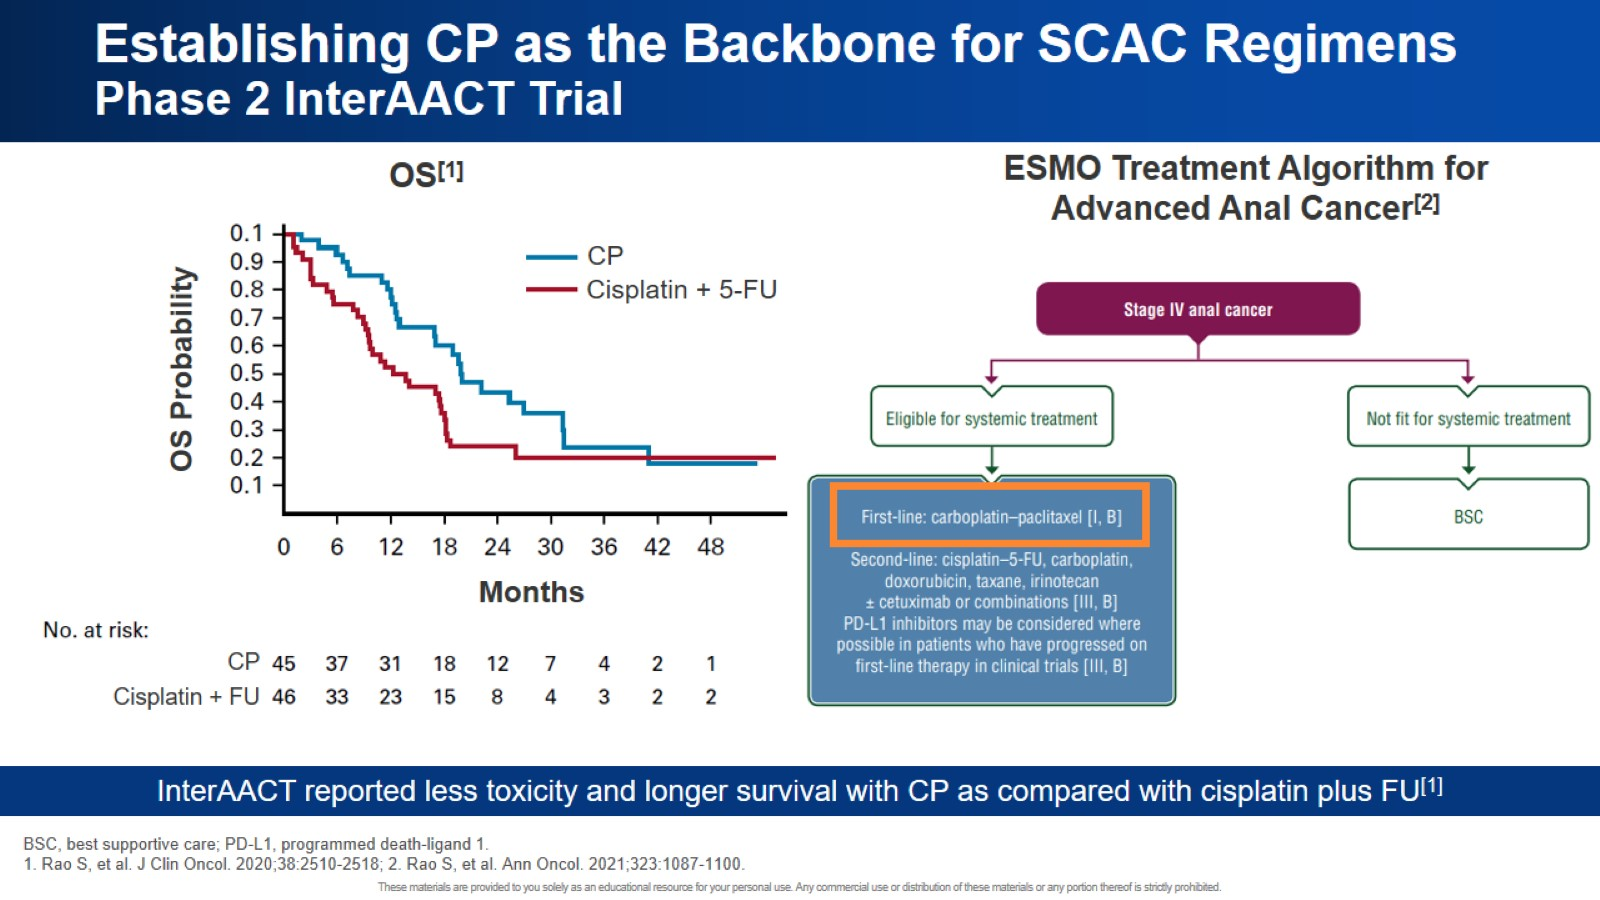 Establishing CP as the Backbone for SCAC Regimens
Phase 2 InterAACT Trial
OS[1]
OS Probability
0.1
0.9
0.8
0.7
0.6
0.5
0.4
0.3
0.2
0.1
CP
Cisplatin + 5-FU
0 6 12 18 24 30 36 42 48
Months
No. at risk:
CP 45 37 31 18 12 7 4 2 1
Cisplatin + FU 46 33 23 15 8 4 3 2 2
ESMO Treatment Algorithm for
Advanced Anal Cancer[2]
Stage IV anal cancer
Eligible for systemic treatment
Not fit for systemic treatment
First-line: carboplatin–paclitaxel [I, B]
Second-line: cisplatin–5-FU, carboplatin,
doxorubicin, taxane, irinotecan
± cetuximab or combinations [III, B]
PD-L1 inhibitors may be considered where
possible in patients who have progressed on
first-line therapy in clinical trials [III, B]
BSC
InterAACT reported less toxicity and longer survival with CP as compared with cisplatin plus FU[1]
BSC, best supportive care; PD-L1, programmed death-ligand 1.
1. Rao S, et al. J Clin Oncol. 2020;38:2510-2518; 2. Rao S, et al. Ann Oncol. 2021;323:1087-1100.
These materials are provided to you solely as an educational resource for your personal use. Any commercial use or distribution of these materials or any portion thereof is strictly prohibited.